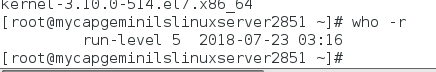 kernel-3.10.0-514.el7.x86_64
[root@mycapgeminilslinuxserver2851 ~]# who -r
run-level 5  2018-07-23 03:16
[root@mycapgeminilslinuxserver2851 ~]#